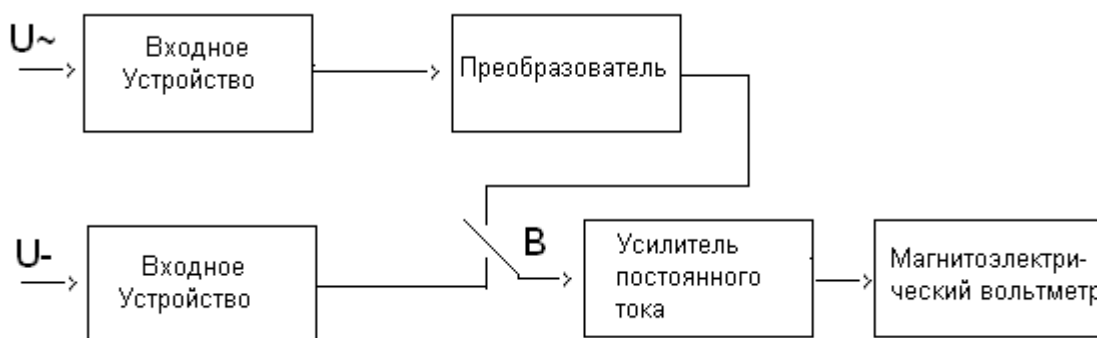 U~
Входное
Устройство
Преобразователь
U-
Входное
Устройство
В
Усилитель
постоянного
тока
Магнитоэлектри-
ческий вольтметр